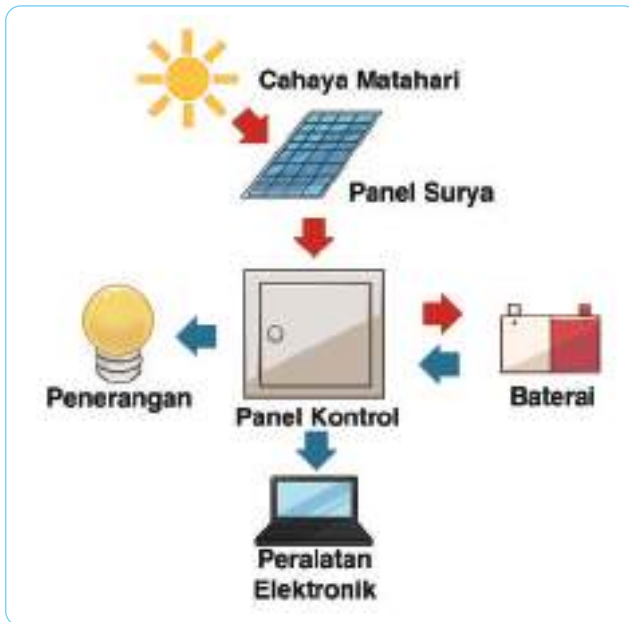 Cahaya Matahari
Panel Surya
Penerangan
Panel Kontrol
Baterai
Peralatan
Elektronik